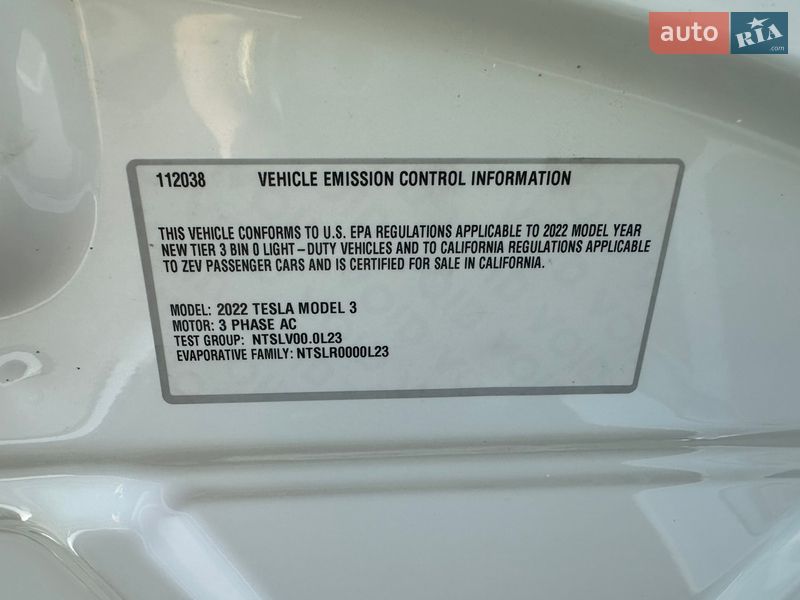 auto RIA .com
112038 VEHICLE EMISSION CONTROL INFORMATION
THIS VEHICLE CONFORMS TO U.S. EPA REGULATIONS APPLICABLE TO 2022 MODEL YEAR
NEW TIER 3 BIN 0 LIGHT–DUTY VEHICLES AND TO CALIFORNIA REGULATIONS APPLICABLE
TO ZEV PASSENGER CARS AND IS CERTIFIED FOR SALE IN CALIFORNIA.
MODEL: 2022 TESLA MODEL 3
MOTOR: 3 PHASE AC
TEST GROUP: NTSLV00.0L23
EVAPORATIVE FAMILY: NTSLR0000L23